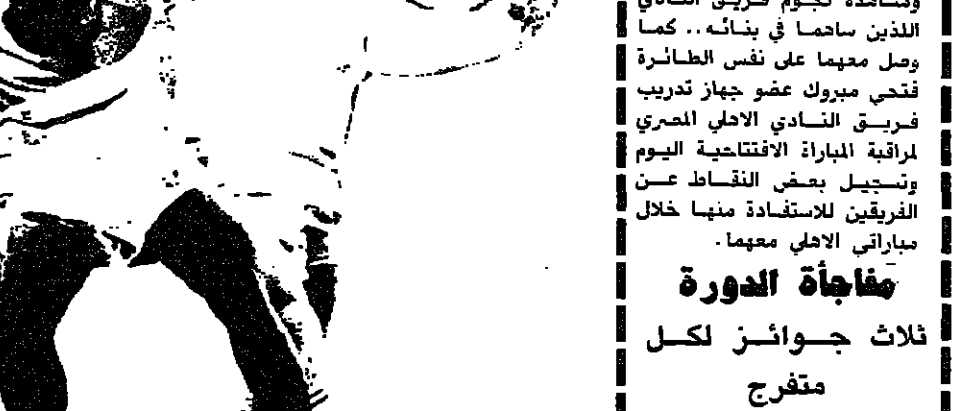 ومشاهدة نجوم فريق النادي
اللذين ساهما في بنائه.. كما
وصل معهما على نفس الطائرة
فتحي مبروك عضو جهاز تدريب
فريق النادي الاهلي المصري
لمراقبة المباراة الافتتاحية اليوم
وتسجيل بعض النقاط عن
الفريقين للاستفادة منها خلال
مباراتي الاهلي معهما.
مفاجأة الدورة
ثلاث جوائز لكل
متفرج